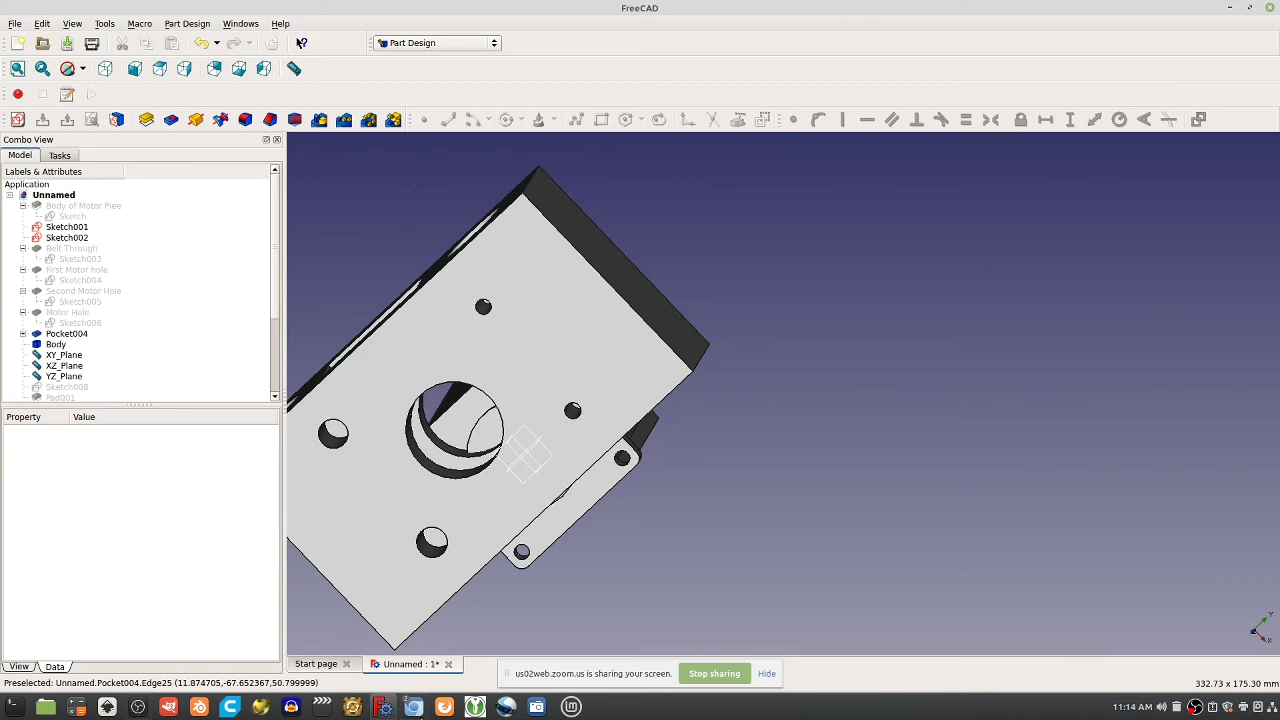 FreeCAD
File Edit View Tools Macro Part Design Windows Help
Part Design
Combo View
Model Tasks
Labels & Attributes
Application
Unnamed
Body of Motor Piee
Sketch
Sketch001
Sketch002
Belt Through
Sketch003
First Motor hole
Sketch004
Second Motor Hole
Sketch005
Motor Hole
Sketch006
Pocket004
Body
XY_Plane
XZ_Plane
YZ_Plane
Sketch008
Pad001
Property Value
View Data
Start page Unnamed : 1*
us02web.zoom.us is sharing your screen. Stop sharing Hide
Preselected: Unnamed.Pocket004.Edge25 (11.874705,-67.652367,50.799999) 332.73 mm x 175.30 mm
11:14 AM
Y
X